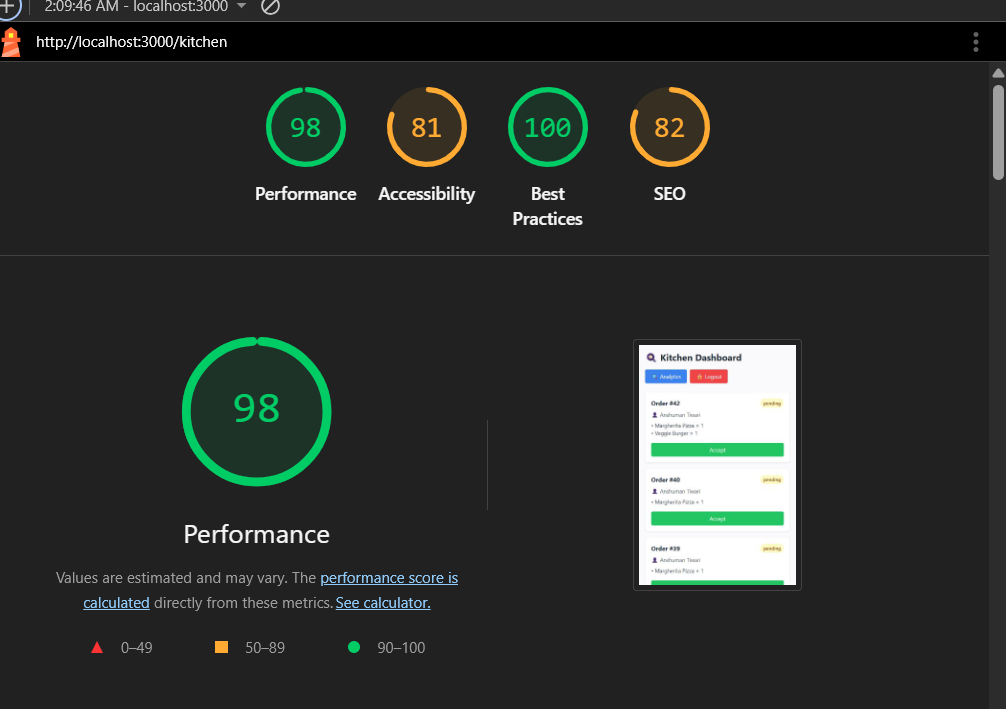 2:09:46 AM - localhost:3000
http://localhost:3000/kitchen
98
81
100
82
Performance
Accessibility
Best
Practices
SEO
98
Performance
Values are estimated and may vary. The performance score is
calculated directly from these metrics. See calculator.
0–49
50–89
90–100
Kitchen Dashboard
Analytics
Logout
Order #42
pending
Anshuman Tiwari
• Margherita Pizza × 1
• Veggie Burger × 1
Accept
Order #40
pending
Anshuman Tiwari
• Margherita Pizza × 1
Accept
Order #39
pending
Anshuman Tiwari
• Margherita Pizza × 1